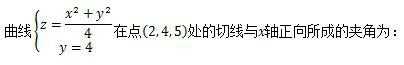 曲线{z = (x² + y²)/4, y = 4 在点(2,4,5)处的切线与x轴正向所成的夹角为：